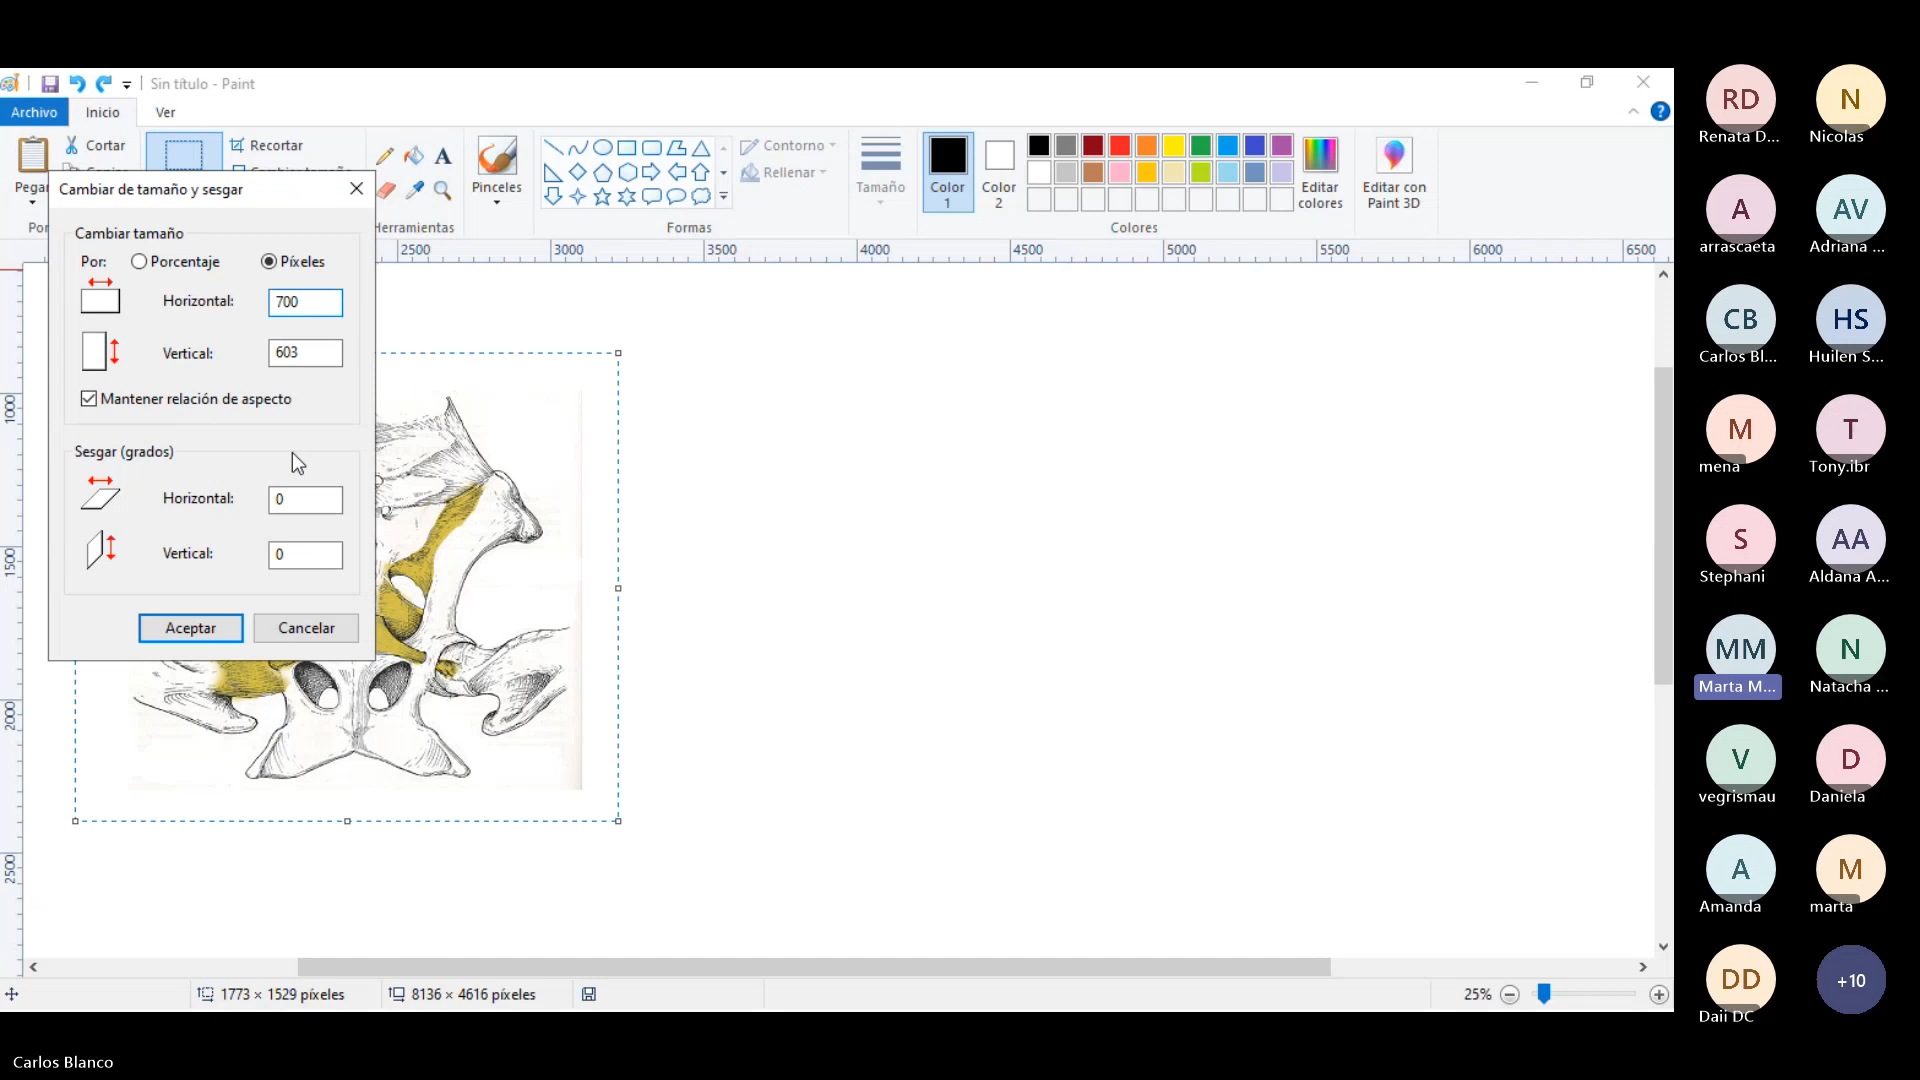 Sin título - Paint
Archivo Inicio Ver
Pegar
Cortar
Recortar
Pinceles
Contorno
Rellenar
Tamaño
Color 1
Color 2
Editar colores
Editar con Paint 3D
Formas
Colores
2500 3000 3500 4000 4500 5000 5500 6000 6500
1000
1500
2000
2500
Cambiar de tamaño y sesgar
Cambiar tamaño
Por: Porcentaje Píxeles
Horizontal: 700
Vertical: 603
Mantener relación de aspecto
Sesgar (grados)
Horizontal: 0
Vertical: 0
Aceptar Cancelar
1773 × 1529 píxeles
8136 × 4616 píxeles
25%
RD
Renata D...
N
Nicolas
A
arrascaeta
AV
Adriana ...
CB
Carlos Bl...
HS
Huilen S...
M
mena
T
Tony.ibr
S
Stephani
AA
Aldana A...
MM
Marta M...
N
Natacha ...
V
vegrismau
D
Daniela
A
Amanda
M
marta
DD
Daii DC
+10
Carlos Blanco